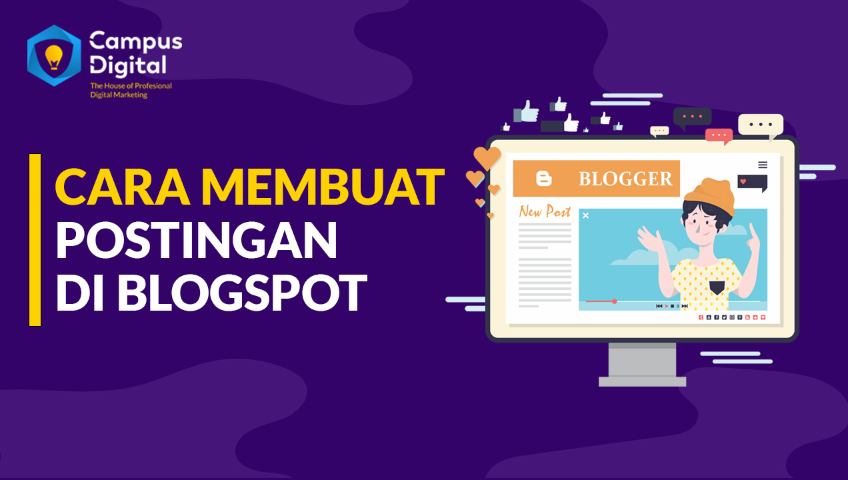 Campus
Digital
The House of Profesional
Digital Marketing
CARA MEMBUAT
POSTINGAN
DI BLOGSPOT
BLOGGER
New Post